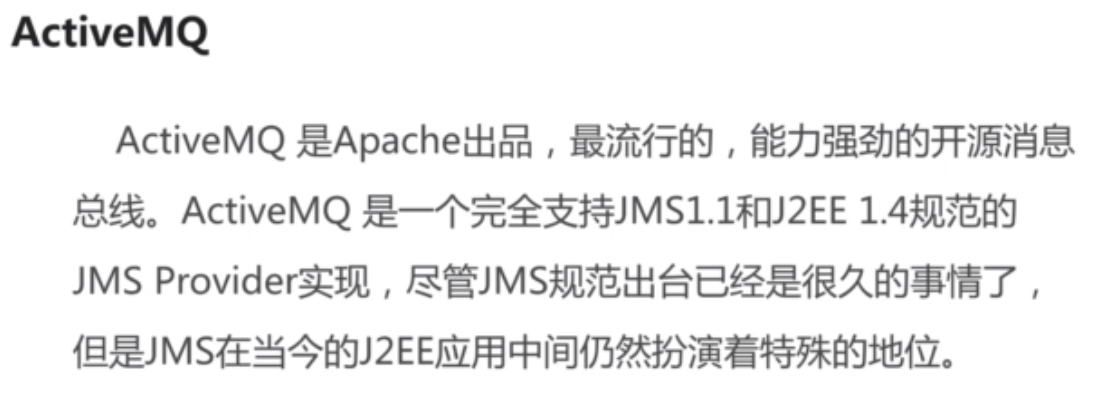 ActiveMQ
ActiveMQ 是Apache出品，最流行的，能力强劲的开源消息
总线。ActiveMQ 是一个完全支持JMS1.1和J2EE 1.4规范的
JMS Provider实现，尽管JMS规范出台已经是很久的事情了，
但是JMS在当今的J2EE应用中间仍然扮演着特殊的地位。